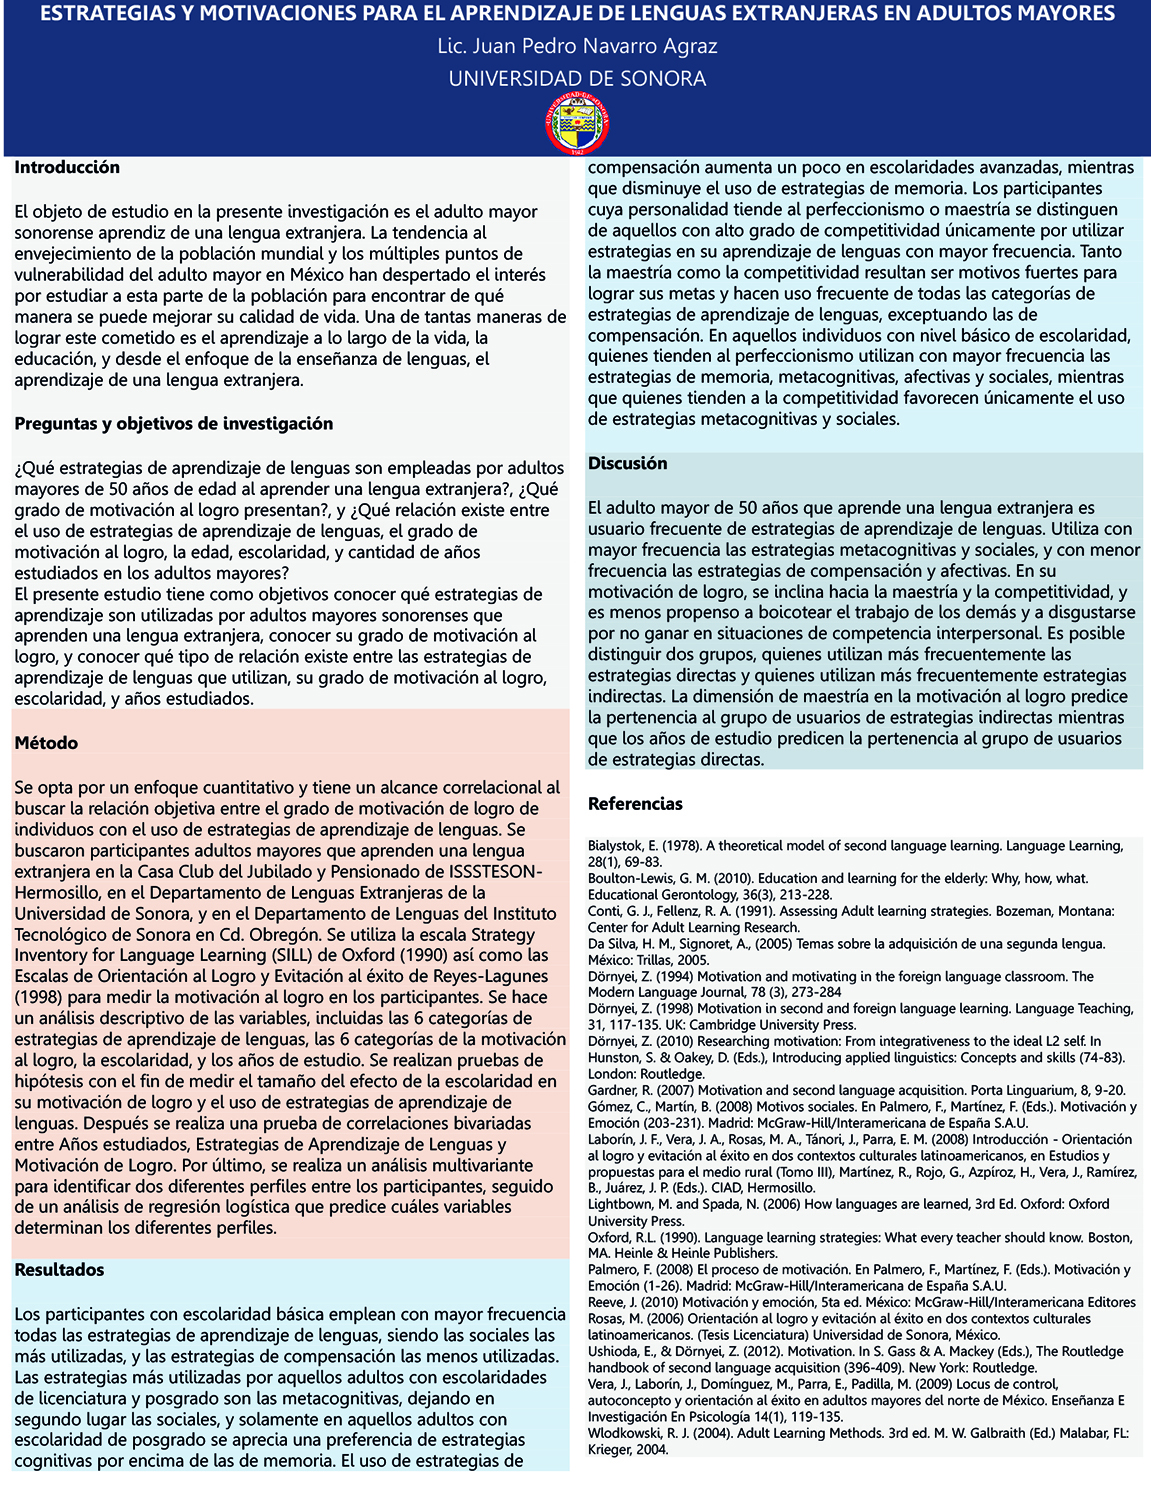 ESTRATEGIAS Y MOTIVACIONES PARA EL APRENDIZAJE DE LENGUAS EXTRANJERAS EN ADULTOS MAYORES
Lic. Juan Pedro Navarro Agraz
UNIVERSIDAD DE SONORA
Introducción
El objeto de estudio en la presente investigación es el adulto mayor
sonorense aprendiz de una lengua extranjera. La tendencia al
envejecimiento de la población mundial y los múltiples puntos de
vulnerabilidad del adulto mayor en México han despertado el interés
por estudiar a esta parte de la población para encontrar de qué
manera se puede mejorar su calidad de vida. Una de tantas maneras de
lograr este cometido es el aprendizaje a lo largo de la vida, la
educación, y desde el enfoque de la enseñanza de lenguas, el
aprendizaje de una lengua extranjera.
Preguntas y objetivos de investigación
¿Qué estrategias de aprendizaje de lenguas son empleadas por adultos
mayores de 50 años de edad al aprender una lengua extranjera?, ¿Qué
grado de motivación al logro presentan?, y ¿Qué relación existe entre
el uso de estrategias de aprendizaje de lenguas, el grado de
motivación al logro, la edad, escolaridad, y cantidad de años
estudiados en los adultos mayores?
El presente estudio tiene como objetivos conocer qué estrategias de
aprendizaje son utilizadas por adultos mayores sonorenses que
aprenden una lengua extranjera, conocer su grado de motivación al
logro, y conocer qué tipo de relación existe entre las estrategias de
aprendizaje de lenguas que utilizan, su grado de motivación al logro,
escolaridad, y años estudiados.
Método
Se opta por un enfoque cuantitativo y tiene un alcance correlacional al
buscar la relación objetiva entre el grado de motivación de logro de
individuos con el uso de estrategias de aprendizaje de lenguas. Se
buscaron participantes adultos mayores que aprenden una lengua
extranjera en la Casa Club del Jubilado y Pensionado de ISSSTESON-
Hermosillo, en el Departamento de Lenguas Extranjeras de la
Universidad de Sonora, y en el Departamento de Lenguas del Instituto
Tecnológico de Sonora en Cd. Obregón. Se utiliza la escala Strategy
Inventory for Language Learning (SILL) de Oxford (1990) así como las
Escalas de Orientación al Logro y Evitación al éxito de Reyes-Lagunes
(1998) para medir la motivación al logro en los participantes. Se hace
un análisis descriptivo de las variables, incluidas las 6 categorías de
estrategias de aprendizaje de lenguas, las 6 categorías de la motivación
al logro, la escolaridad, y los años de estudio. Se realizan pruebas de
hipótesis con el fin de medir el tamaño del efecto de la escolaridad en
su motivación de logro y el uso de estrategias de aprendizaje de
lenguas. Después se realiza una prueba de correlaciones bivariadas
entre Años estudiados, Estrategias de Aprendizaje de Lenguas y
Motivación de Logro. Por último, se realiza un análisis multivariante
para identificar dos diferentes perfiles entre los participantes, seguido
de un análisis de regresión logística que predice cuáles variables
determinan los diferentes perfiles.
Resultados
Los participantes con escolaridad básica emplean con mayor frecuencia
todas las estrategias de aprendizaje de lenguas, siendo las sociales las
más utilizadas, y las estrategias de compensación las menos utilizadas.
Las estrategias más utilizadas por aquellos adultos con escolaridades
de licenciatura y posgrado son las metacognitivas, dejando en
segundo lugar las sociales, y solamente en aquellos adultos con
escolaridad de posgrado se aprecia una preferencia de estrategias
cognitivas por encima de las de memoria. El uso de estrategias de
compensación aumenta un poco en escolaridades avanzadas, mientras
que disminuye el uso de estrategias de memoria. Los participantes
cuya personalidad tiende al perfeccionismo o maestría se distinguen
de aquellos con alto grado de competitividad únicamente por utilizar
estrategias en su aprendizaje de lenguas con mayor frecuencia. Tanto
la maestría como la competitividad resultan ser motivos fuertes para
lograr sus metas y hacen uso frecuente de todas las categorías de
estrategias de aprendizaje de lenguas, exceptuando las de
compensación. En aquellos individuos con nivel básico de escolaridad,
quienes tienden al perfeccionismo utilizan con mayor frecuencia las
estrategias de memoria, metacognitivas, afectivas y sociales, mientras
que quienes tienden a la competitividad favorecen únicamente el uso
de estrategias metacognitivas y sociales.
Discusión
El adulto mayor de 50 años que aprende una lengua extranjera es
usuario frecuente de estrategias de aprendizaje de lenguas. Utiliza con
mayor frecuencia las estrategias metacognitivas y sociales, y con menor
frecuencia las estrategias de compensación y afectivas. En su
motivación de logro, se inclina hacia la maestría y la competitividad, y
es menos propenso a boicotear el trabajo de los demás y a disgustarse
por no ganar en situaciones de competencia interpersonal. Es posible
distinguir dos grupos, quienes utilizan más frecuentemente las
estrategias directas y quienes utilizan más frecuentemente estrategias
indirectas. La dimensión de maestría en la motivación al logro predice
la pertenencia al grupo de usuarios de estrategias indirectas mientras
que los años de estudio predicen la pertenencia al grupo de usuarios
de estrategias directas.
Referencias
Bialystok, E. (1978). A theoretical model of second language learning. Language Learning,
28(1), 69-83.
Boulton-Lewis, G. M. (2010). Education and learning for the elderly: Why, how, what.
Educational Gerontology, 36(3), 213-228.
Conti, G. J., Fellenz, R. A. (1991). Assessing Adult learning strategies. Bozeman, Montana:
Center for Adult Learning Research.
Da Silva, H. M., Signoret, A., (2005) Temas sobre la adquisición de una segunda lengua.
México: Trillas, 2005.
Dörnyei, Z. (1994) Motivation and motivating in the foreign language classroom. The
Modern Language Journal, 78 (3), 273-284
Dörnyei, Z. (1998) Motivation in second and foreign language learning. Language Teaching,
31, 117-135. UK: Cambridge University Press.
Dörnyei, Z. (2010) Researching motivation: From integrativeness to the ideal L2 self. In
Hunston, S. & Oakey, D. (Eds.), Introducing applied linguistics: Concepts and skills (74-83).
London: Routledge.
Gardner, R. (2007) Motivation and second language acquisition. Porta Linguarium, 8, 9-20.
Gómez, C., Martín, B. (2008) Motivos sociales. En Palmero, F., Martínez, F. (Eds.). Motivación y
Emoción (203-231). Madrid: McGraw-Hill/Interamericana de España S.A.U.
Laborín, J. F., Vera, J. A., Rosas, M. A., Tánori, J., Parra, E. M. (2008) Introducción - Orientación
al logro y evitación al éxito en dos contextos culturales latinoamericanos, en Estudios y
propuestas para el medio rural (Tomo III), Martínez, R., Rojo, G., Azpíroz, H., Vera, J., Ramírez,
B., Juárez, J. P. (Eds.). CIAD, Hermosillo.
Lightbown, M. and Spada, N. (2006) How languages are learned, 3rd Ed. Oxford: Oxford
University Press.
Oxford, R.L. (1990). Language learning strategies: What every teacher should know. Boston,
MA. Heinle & Heinle Publishers.
Palmero, F. (2008) El proceso de motivación. En Palmero, F., Martínez, F. (Eds.). Motivación y
Emoción (1-26). Madrid: McGraw-Hill/Interamericana de España S.A.U.
Reeve, J. (2010) Motivación y emoción, 5ta ed. México: McGraw-Hill/Interamericana Editores
Rosas, M. (2006) Orientación al logro y evitación al éxito en dos contextos culturales
latinoamericanos. (Tesis Licenciatura) Universidad de Sonora, México.
Ushioda, E., & Dörnyei, Z. (2012). Motivation. In S. Gass & A. Mackey (Eds.), The Routledge
handbook of second language acquisition (396-409). New York: Routledge.
Vera, J., Laborín, J., Domínguez, M., Parra, E., Padilla, M. (2009) Locus de control,
autoconcepto y orientación al éxito en adultos mayores del norte de México. Enseñanza E
Investigación En Psicología 14(1), 119-135.
Wlodkowski, R. J. (2004). Adult Learning Methods. 3rd ed. M. W. Galbraith (Ed.) Malabar, FL:
Krieger, 2004.